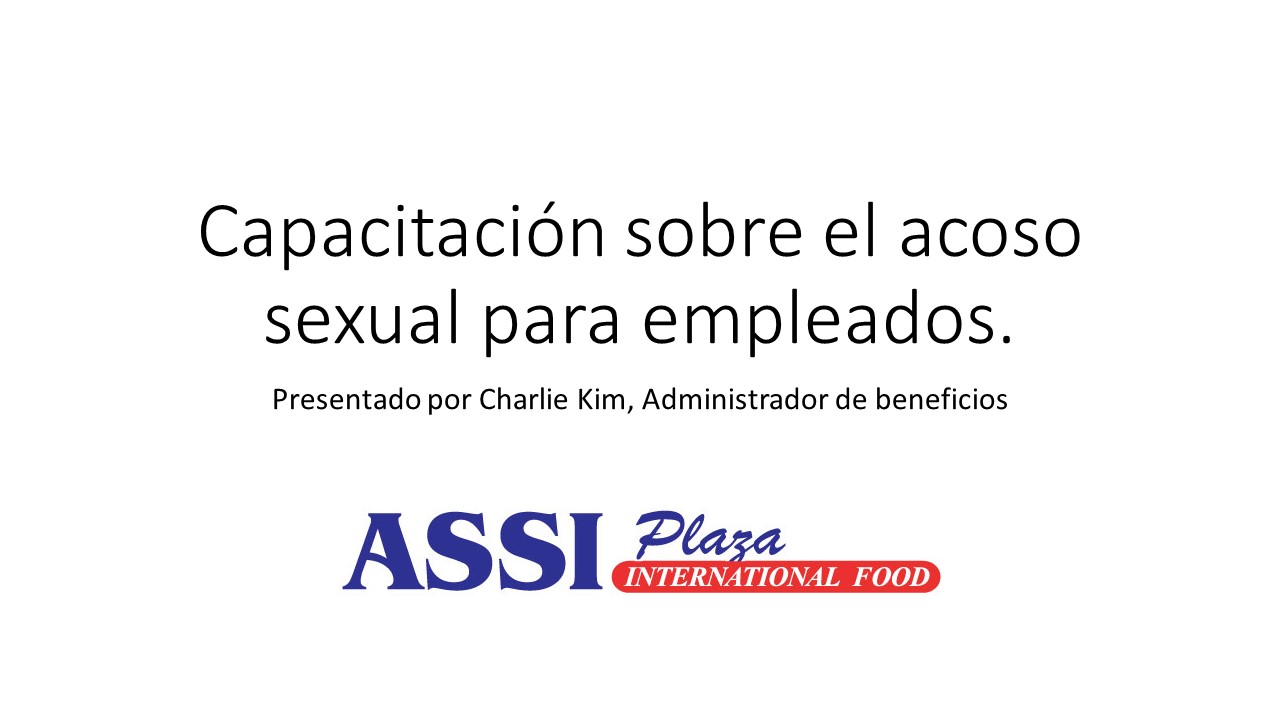 Capacitación sobre el acoso
sexual para empleados.
Presentado por Charlie Kim, Administrador de beneficios
ASSI Plaza
INTERNATIONAL FOOD